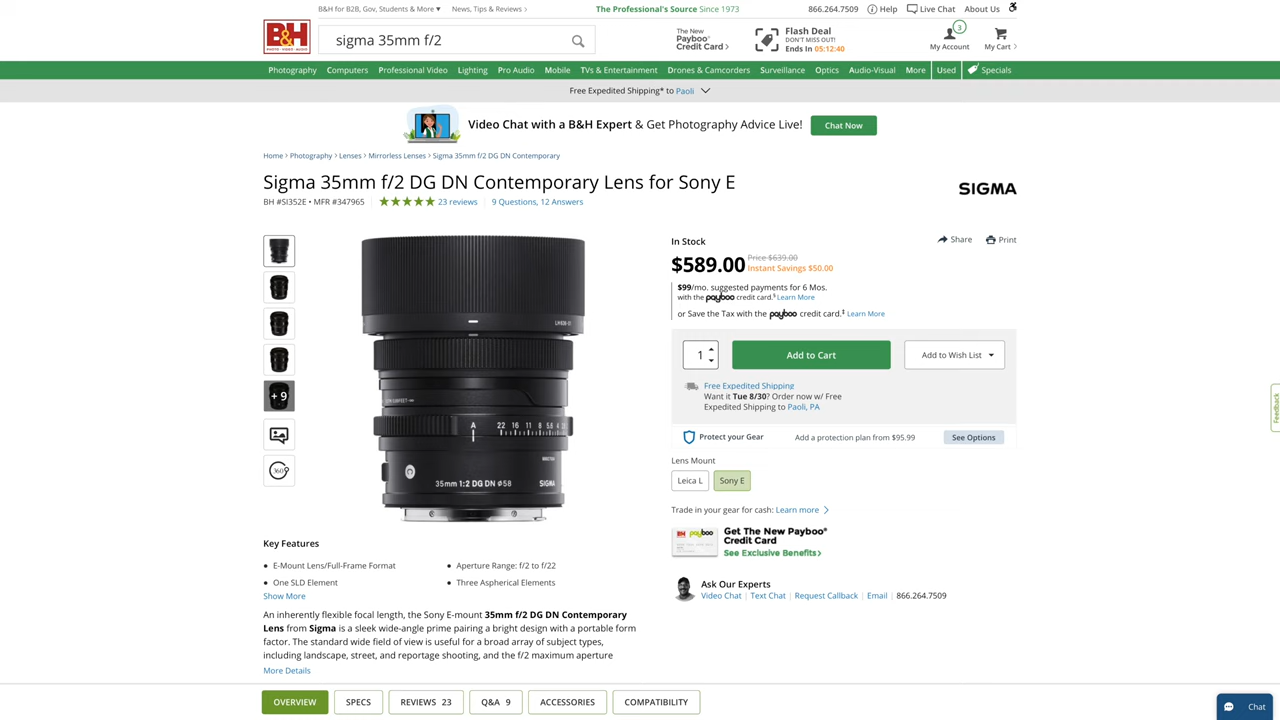 B&H for B2B, Gov, Students & More ▾ News, Tips & Reviews ›
The Professional's Source Since 1973
866.264.7509 Help Live Chat About Us
B&H
PHOTO · VIDEO · AUDIO
sigma 35mm f/2
The New
Payboo®
Credit Card ›
Flash Deal
DON'T MISS OUT!
Ends In 05:12:40
3
My Account
My Cart ›
Photography Computers Professional Video Lighting Pro Audio Mobile TVs & Entertainment Drones & Camcorders Surveillance Optics Audio-Visual More Used Specials
Free Expedited Shipping* to Paoli
Video Chat with a B&H Expert & Get Photography Advice Live! Chat Now
Home › Photography › Lenses › Mirrorless Lenses › Sigma 35mm f/2 DG DN Contemporary
Sigma 35mm f/2 DG DN Contemporary Lens for Sony E
SIGMA
BH #SI352E • MFR #347965 23 reviews 9 Questions, 12 Answers
+ 9
360°
A 22 16 11 8 5.6 4
35mm 1:2 DG DN ø58 SIGMA
In Stock
Share Print
$589.00
Price $639.00
Instant Savings $50.00
$99/mo. suggested payments for 6 Mos.
with the payboo credit card.§ Learn More
or Save the Tax with the payboo credit card.‡ Learn More
1 Add to Cart Add to Wish List
Free Expedited Shipping
Want it Tue 8/30? Order now w/ Free
Expedited Shipping to Paoli, PA
Protect your Gear Add a protection plan from $95.99 See Options
Lens Mount
Leica L Sony E
Trade in your gear for cash: Learn more
B&H payboo
Get The New Payboo®
Credit Card
See Exclusive Benefits›
Ask Our Experts
Video Chat | Text Chat | Request Callback | Email | 866.264.7509
Key Features
• E-Mount Lens/Full-Frame Format
• Aperture Range: f/2 to f/22
• One SLD Element
• Three Aspherical Elements
Show More
An inherently flexible focal length, the Sony E-mount 35mm f/2 DG DN Contemporary
Lens from Sigma is a sleek wide-angle prime pairing a bright design with a portable form
factor. The standard wide field of view is useful for a broad array of subject types,
including landscape, street, and reportage shooting, and the f/2 maximum aperture
More Details
OVERVIEW SPECS REVIEWS 23 Q&A 9 ACCESSORIES COMPATIBILITY
Feedback
Chat